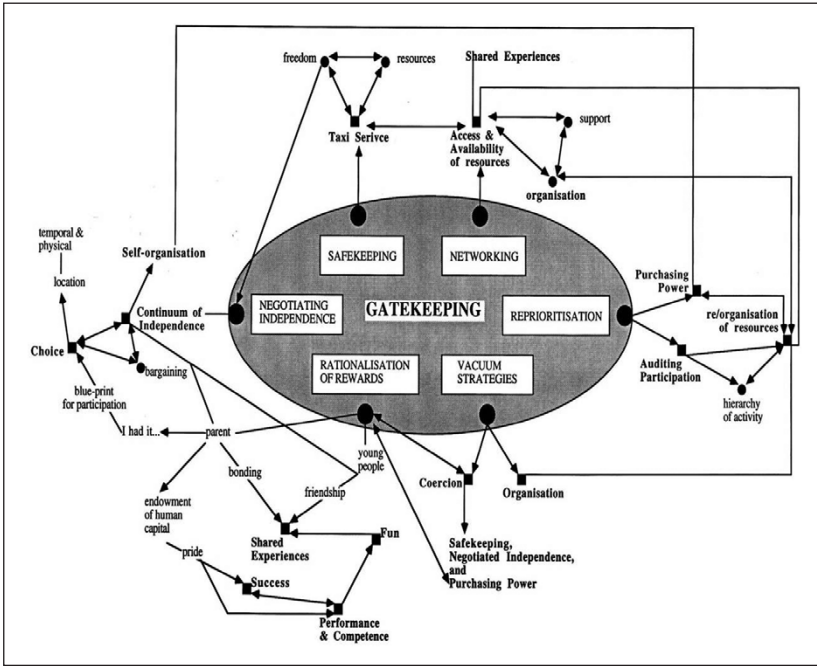 freedom
resources
Shared Experiences
Taxi Serivce
Access &
Availability
of resources
support
organisation
temporal &
physical
location
Self-organisation
SAFEKEEPING
NETWORKING
Continuum of
Independence
NEGOTIATING
INDEPENDENCE
GATEKEEPING
REPRIORITISATION
Purchasing
Power
re/organisation
of resources
Choice
bargaining
RATIONALISATION
OF REWARDS
VACUUM
STRATEGIES
Auditing
Participation
hierarchy
of activity
blue-print
for participation
I had it...
parent
young
people
bonding
friendship
Coercion
Organisation
endowment
of human
capital
Shared
Experiences
Fun
pride
Success
Safekeeping,
Negotiated Independence,
and
Purchasing Power
Performance
& Competence